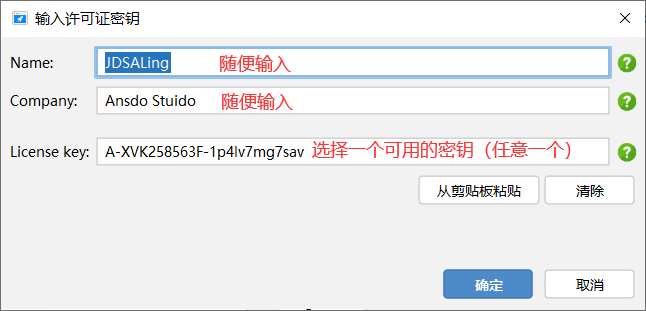 输入许可证密钥
Name: JDSALing 随便输入
Company: Ansdo Stuido 随便输入
License key: A-XVK258563F-1p4lv7mg7sav 选择一个可用的密钥（任意一个）
从剪贴板粘贴 清除
确定 取消